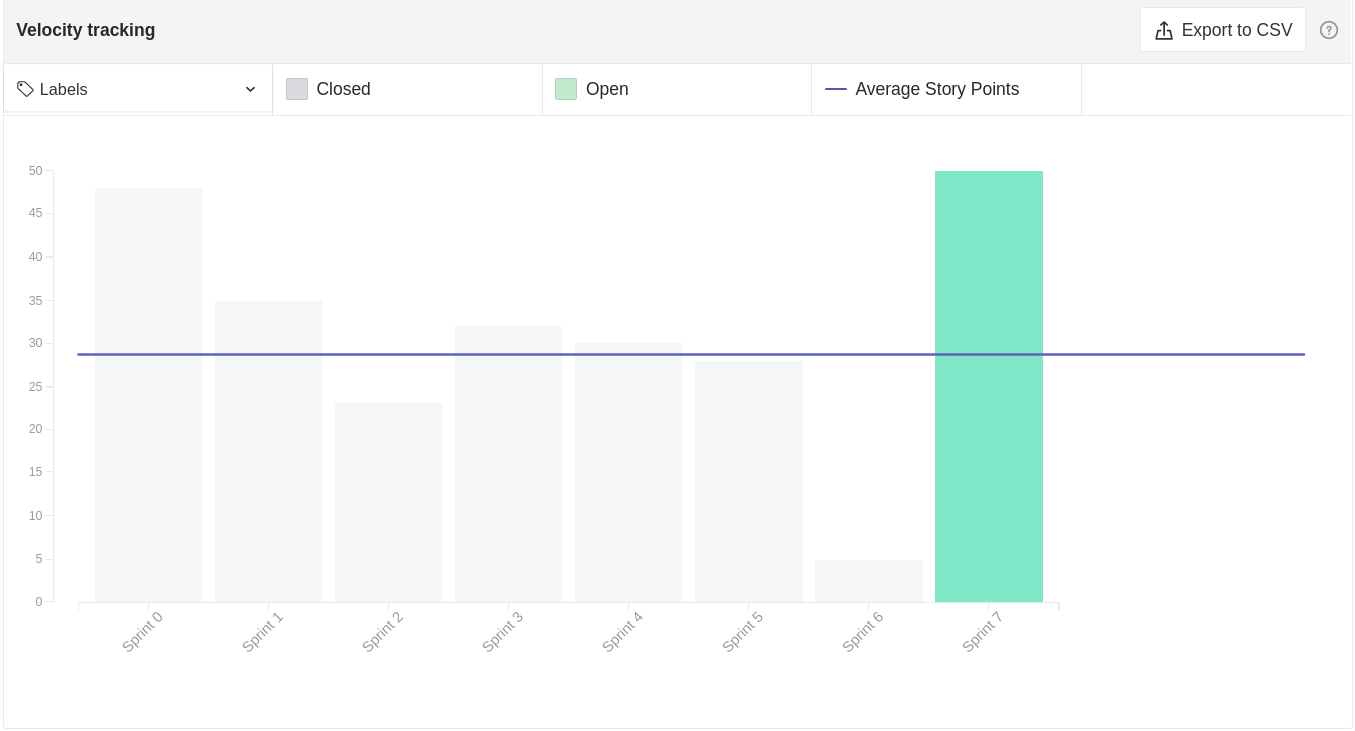 Velocity tracking
Export to CSV
?
Labels
Closed
Open
Average Story Points
50
45
40
35
30
25
20
15
10
5
0
Sprint 0
Sprint 1
Sprint 2
Sprint 3
Sprint 4
Sprint 5
Sprint 6
Sprint 7